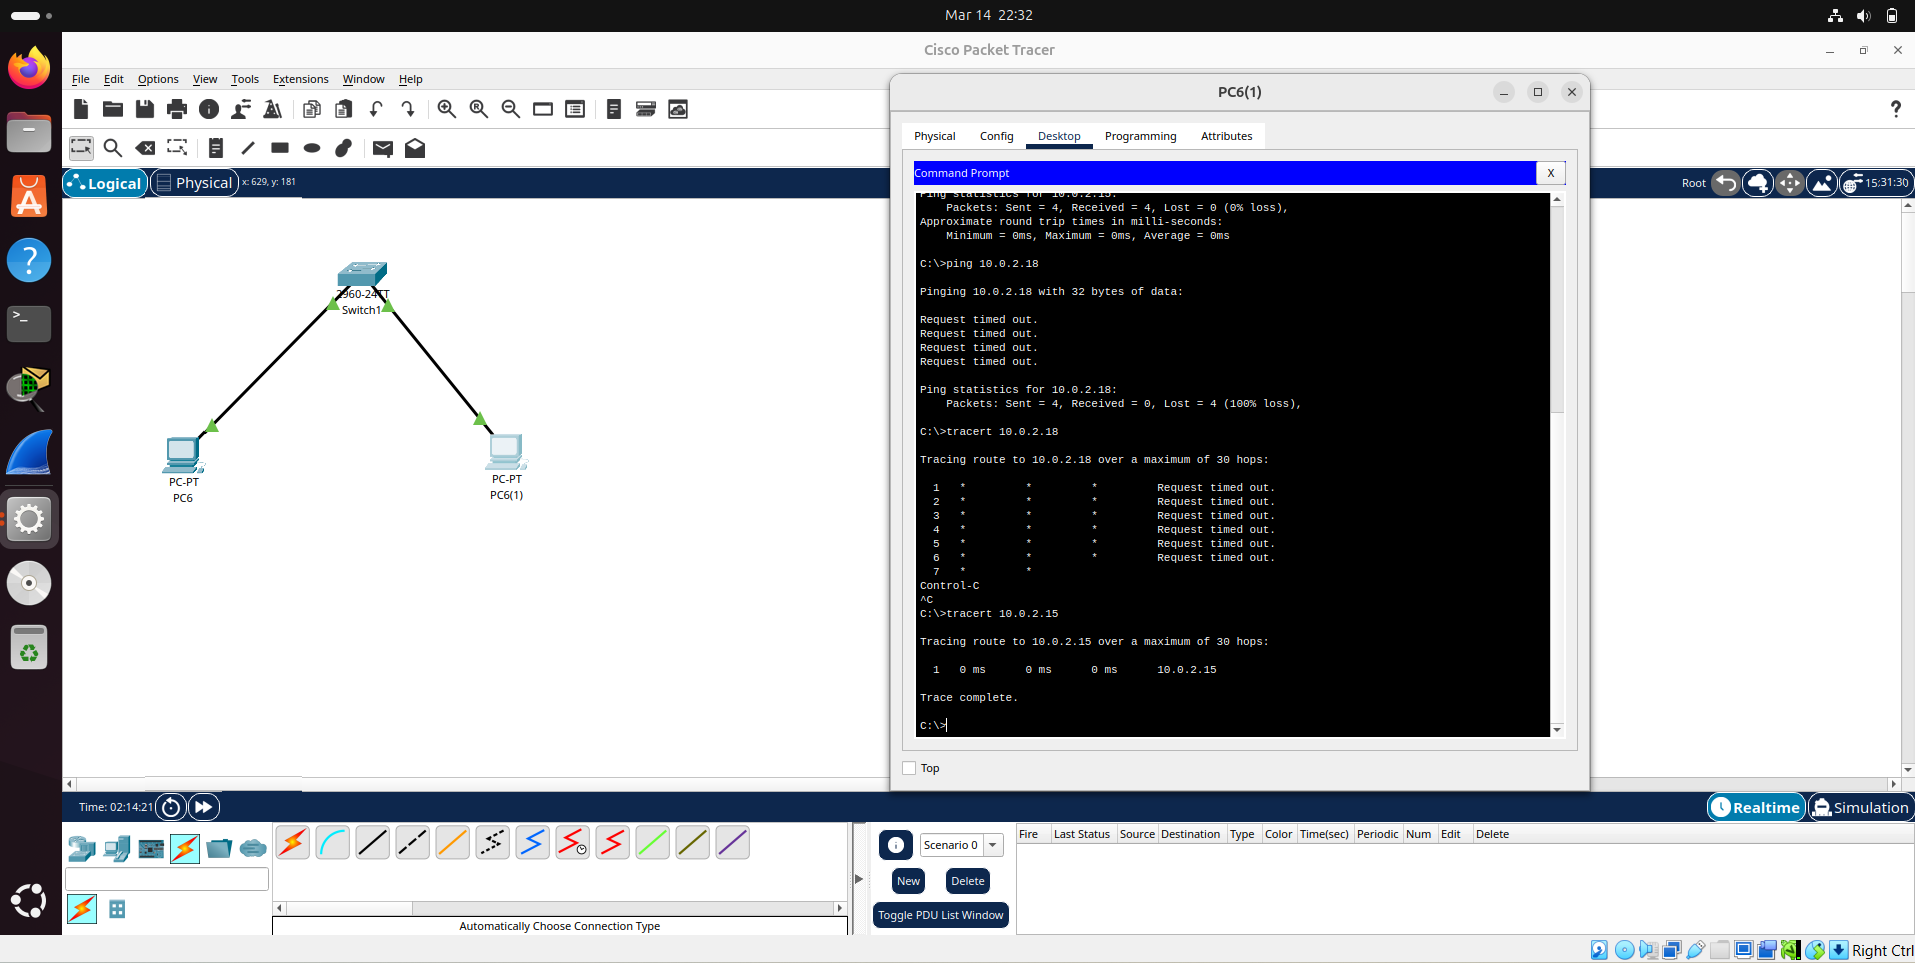 Mar 14  22:32
Cisco Packet Tracer
File Edit Options View Tools Extensions Window Help
Logical Physical x: 629, y: 181
Root 15:31:30
2960-24TT
Switch1
PC-PT
PC6
PC-PT
PC6(1)
PC6(1)
Physical Config Desktop Programming Attributes
Command Prompt X
Ping statistics for 10.0.2.15:
    Packets: Sent = 4, Received = 4, Lost = 0 (0% loss),
Approximate round trip times in milli-seconds:
    Minimum = 0ms, Maximum = 0ms, Average = 0ms
C:\>ping 10.0.2.18
Pinging 10.0.2.18 with 32 bytes of data:
Request timed out.
Request timed out.
Request timed out.
Request timed out.
Ping statistics for 10.0.2.18:
    Packets: Sent = 4, Received = 0, Lost = 4 (100% loss),
C:\>tracert 10.0.2.18
Tracing route to 10.0.2.18 over a maximum of 30 hops:
  1   *         *         *         Request timed out.
  2   *         *         *         Request timed out.
  3   *         *         *         Request timed out.
  4   *         *         *         Request timed out.
  5   *         *         *         Request timed out.
  6   *         *         *         Request timed out.
  7   *         *
Control-C
^C
C:\>tracert 10.0.2.15
Tracing route to 10.0.2.15 over a maximum of 30 hops:
  1   0 ms      0 ms      0 ms      10.0.2.15
Trace complete.
C:\>
Top
Time: 02:14:21
Realtime Simulation
Automatically Choose Connection Type
Scenario 0
New Delete
Toggle PDU List Window
Fire Last Status Source Destination Type Color Time(sec) Periodic Num Edit Delete
Right Ctrl